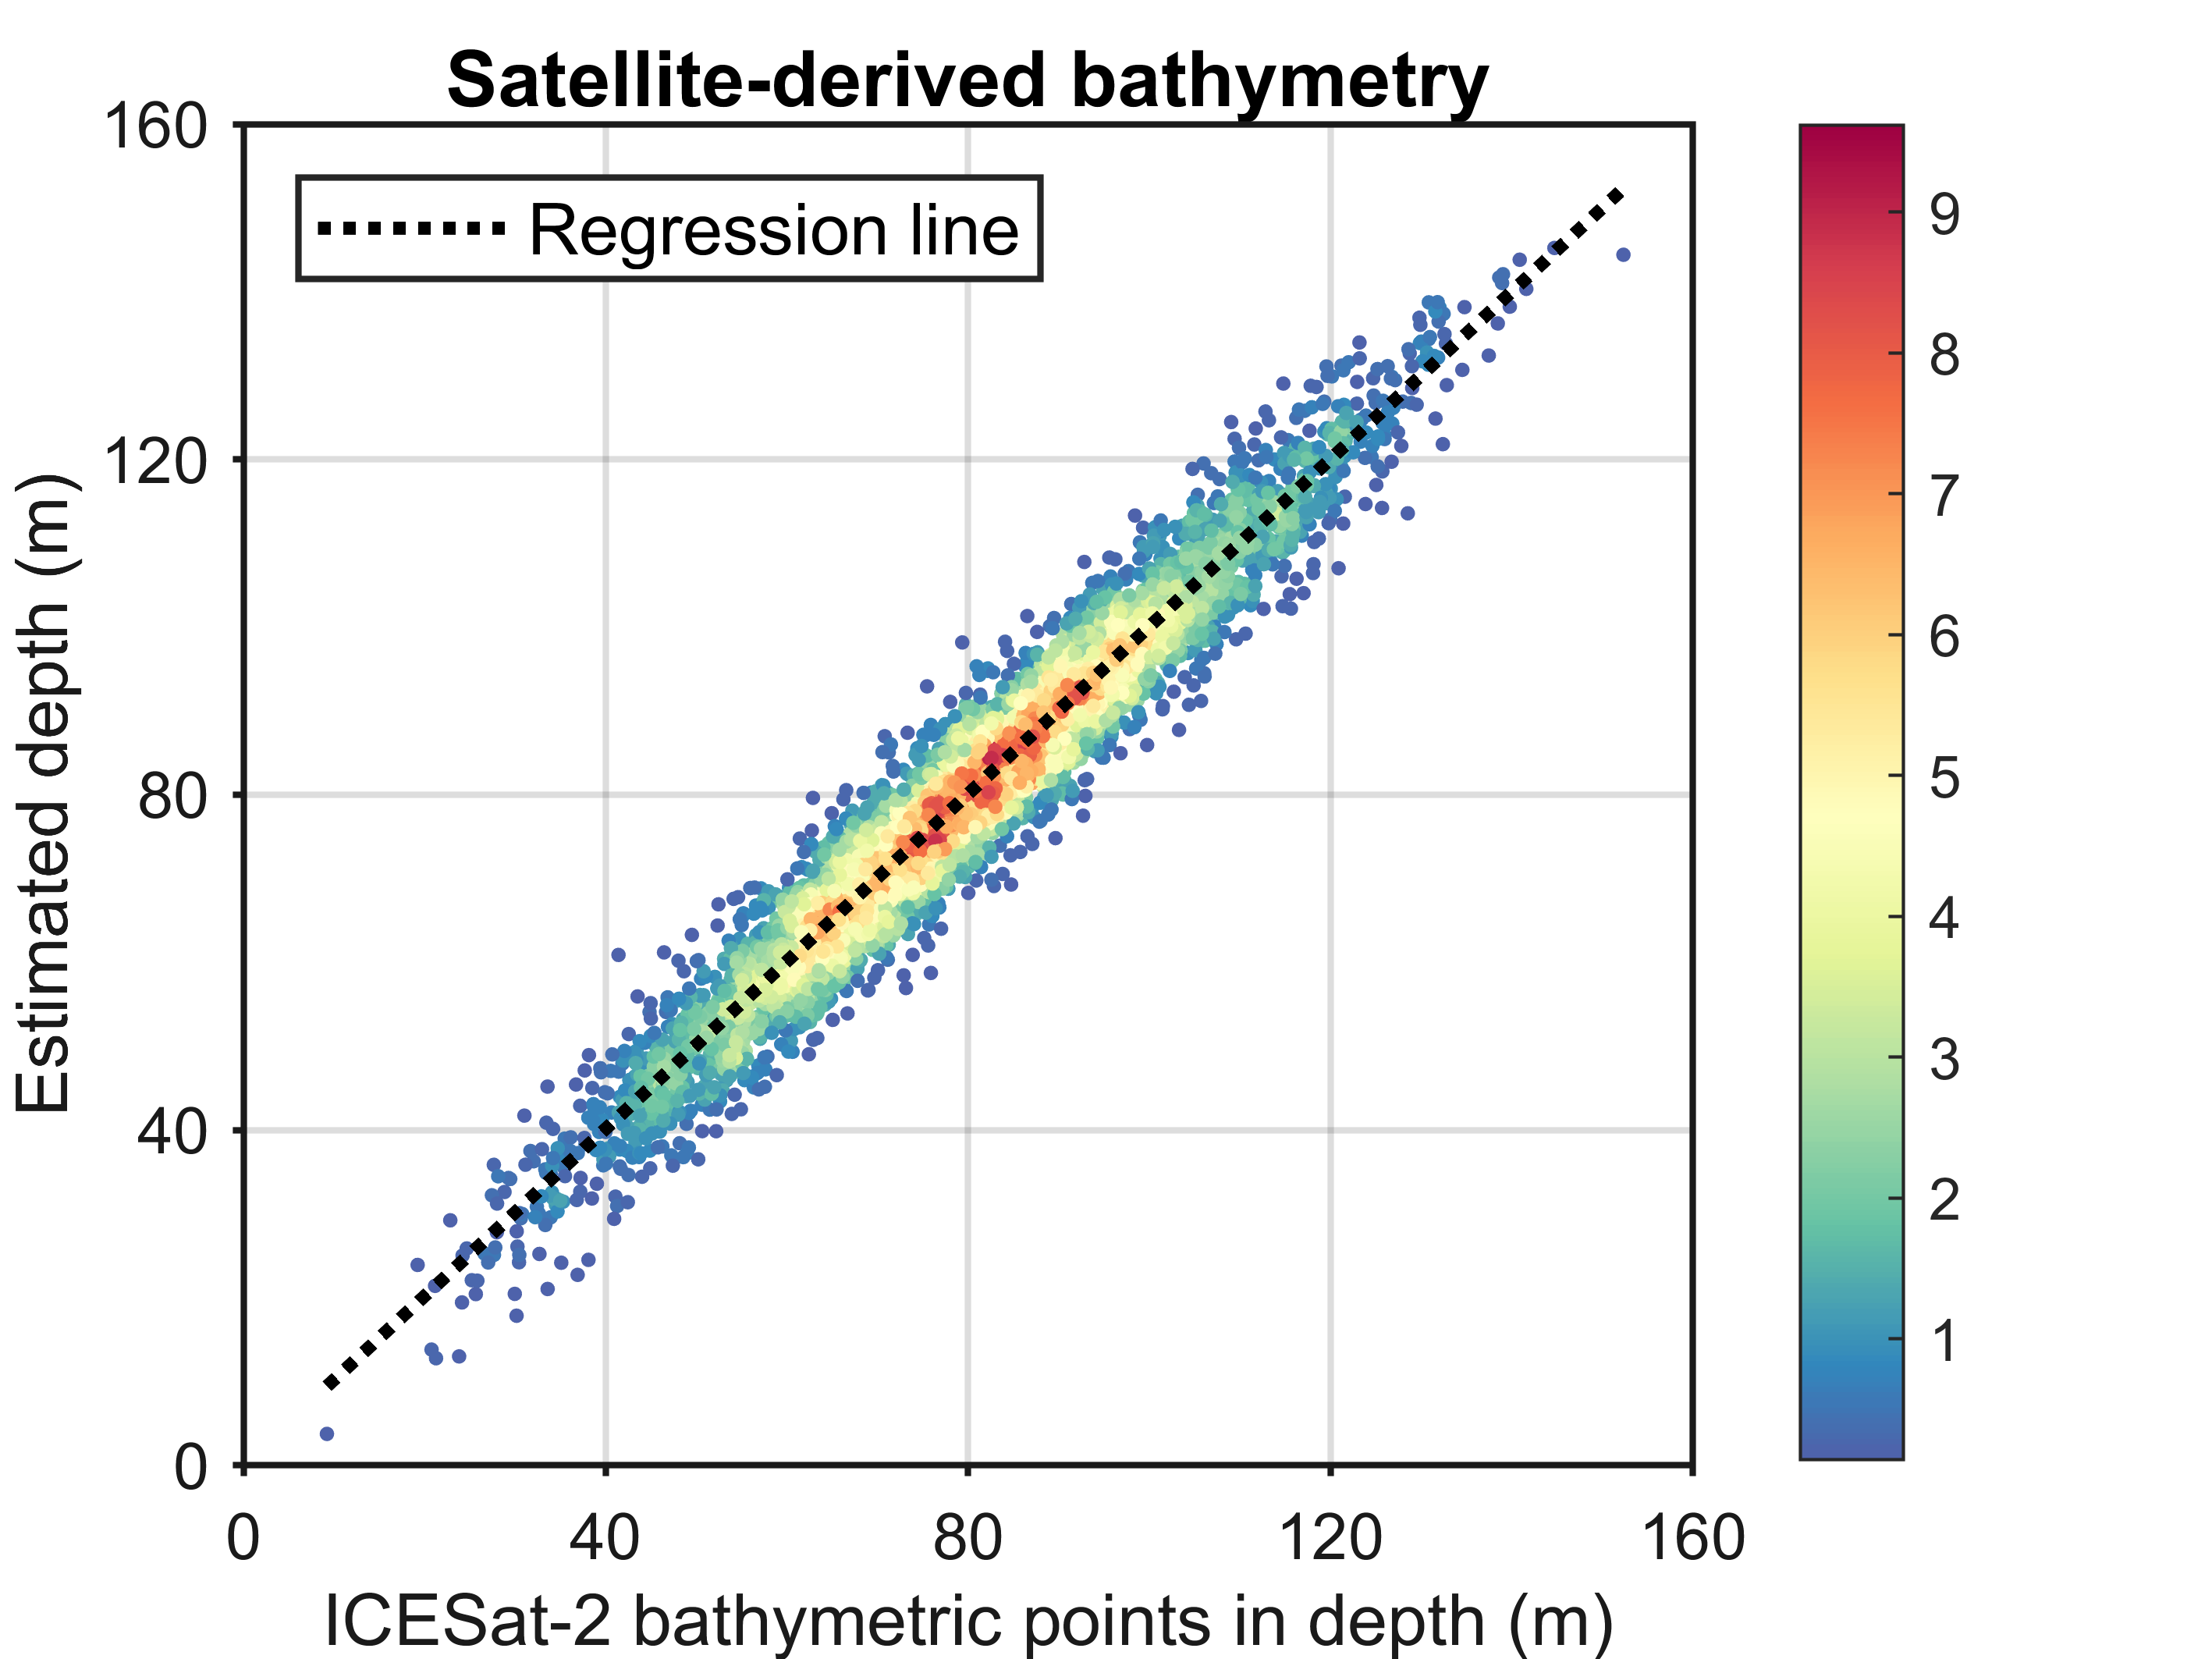 Satellite-derived bathymetry
Regression line
Estimated depth (m)
160
120
80
40
0
0 40 80 120 160
ICESat-2 bathymetric points in depth (m)
9
8
7
6
5
4
3
2
1